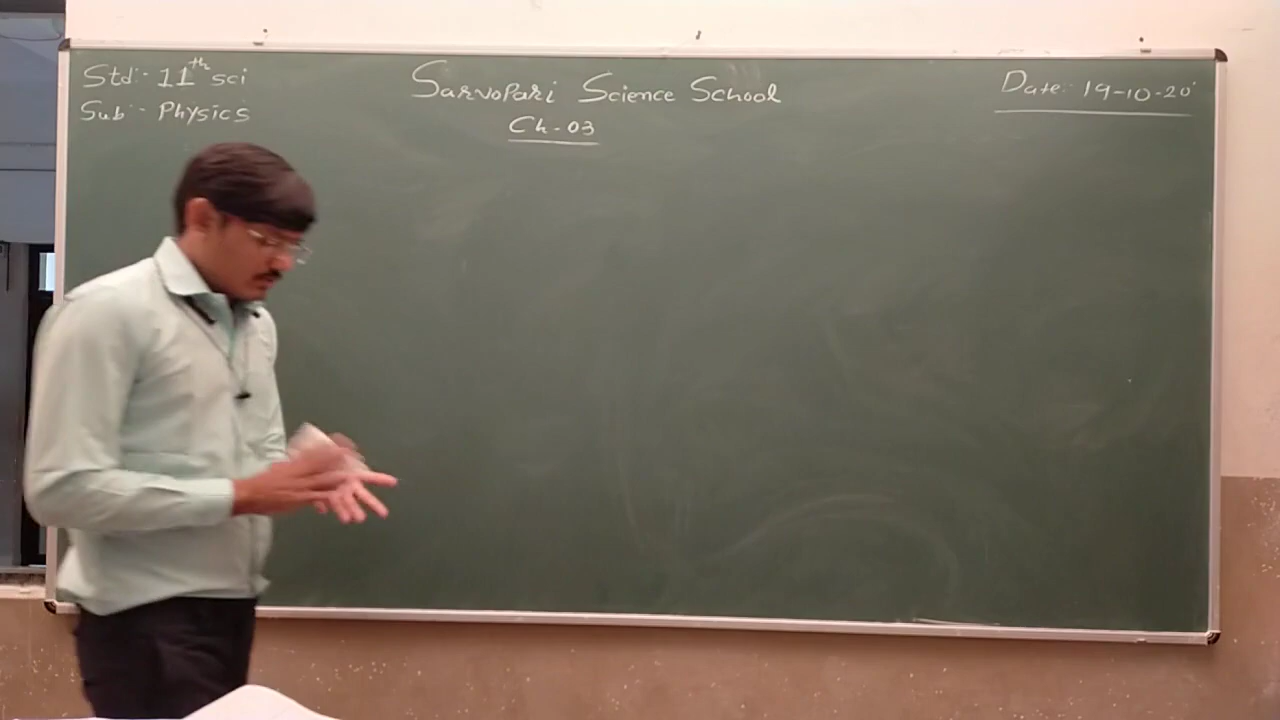 Std:- 11th sci
Sub:- Physics
Sarvopari Science School
Ch-03
Date:- 19-10-20'